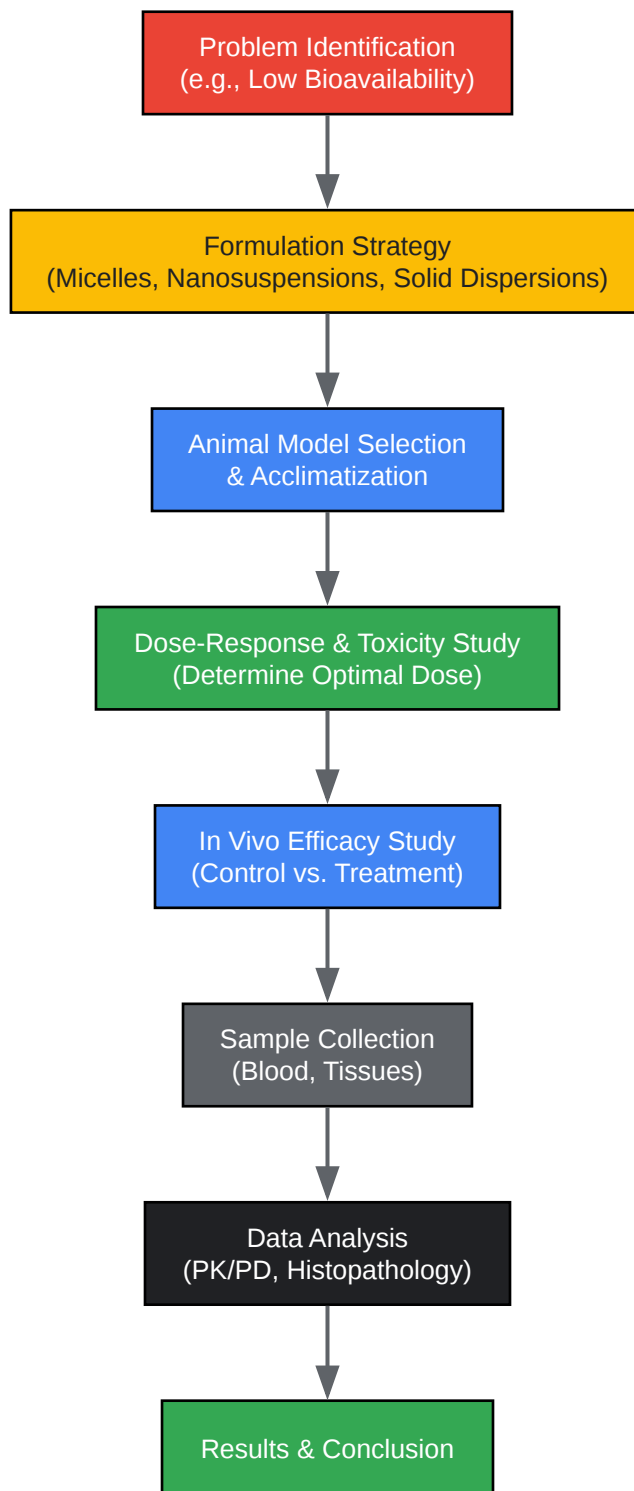 Problem Identification
(e.g., Low Bioavailability)
Formulation Strategy
(Micelles, Nanosuspensions, Solid Dispersions)
Animal Model Selection
& Acclimatization
Dose-Response & Toxicity Study
(Determine Optimal Dose)
In Vivo Efficacy Study
(Control vs. Treatment)
Sample Collection
(Blood, Tissues)
Data Analysis
(PK/PD, Histopathology)
Results & Conclusion